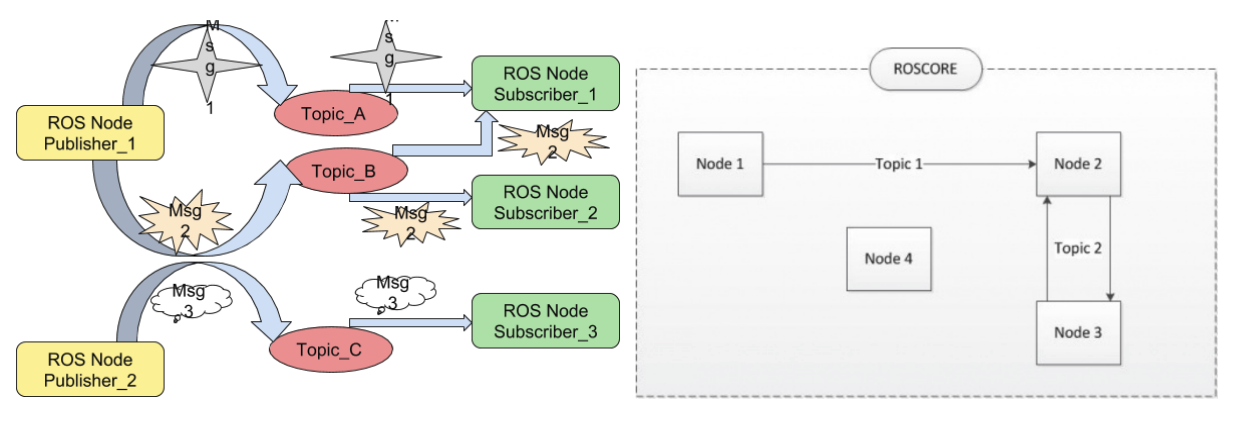 Msg
1
Msg
1
ROS Node
Subscriber_1
Topic_A
ROS Node
Publisher_1
Msg
2
Topic_B
ROS Node
Subscriber_2
Msg
2
Msg
2
Msg
3
Msg
3
ROS Node
Subscriber_3
Topic_C
ROS Node
Publisher_2
ROSCORE
Node 1
Topic 1
Node 2
Node 4
Topic 2
Node 3